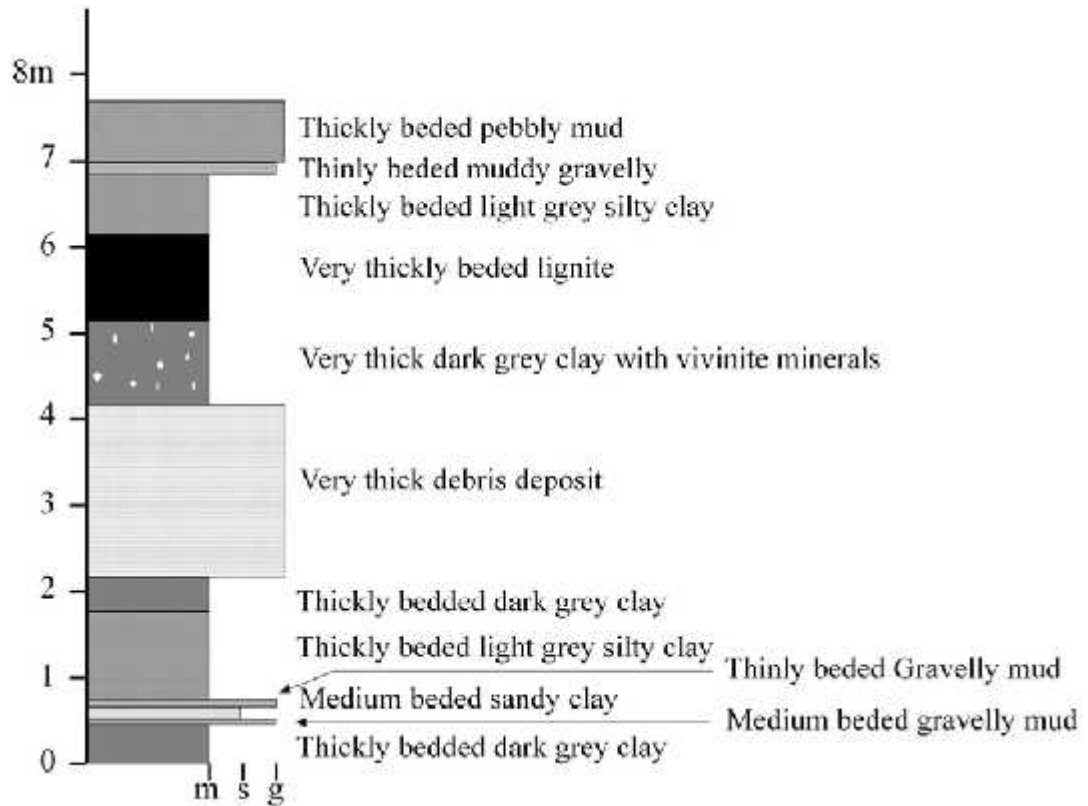 8m
Thickly beded pebbly mud
7
Thinly beded muddy gravelly
Thickly beded light grey silty clay
6
Very thickly beded lignite
5
Very thick dark grey clay with vivinite minerals
4
Very thick debris deposit
3
2
Thickly bedded dark grey clay
Thickly beded light grey silty clay
Thinly beded Gravelly mud
1
Medium beded sandy clay
Medium beded gravelly mud
Thickly bedded dark grey clay
0
m s g